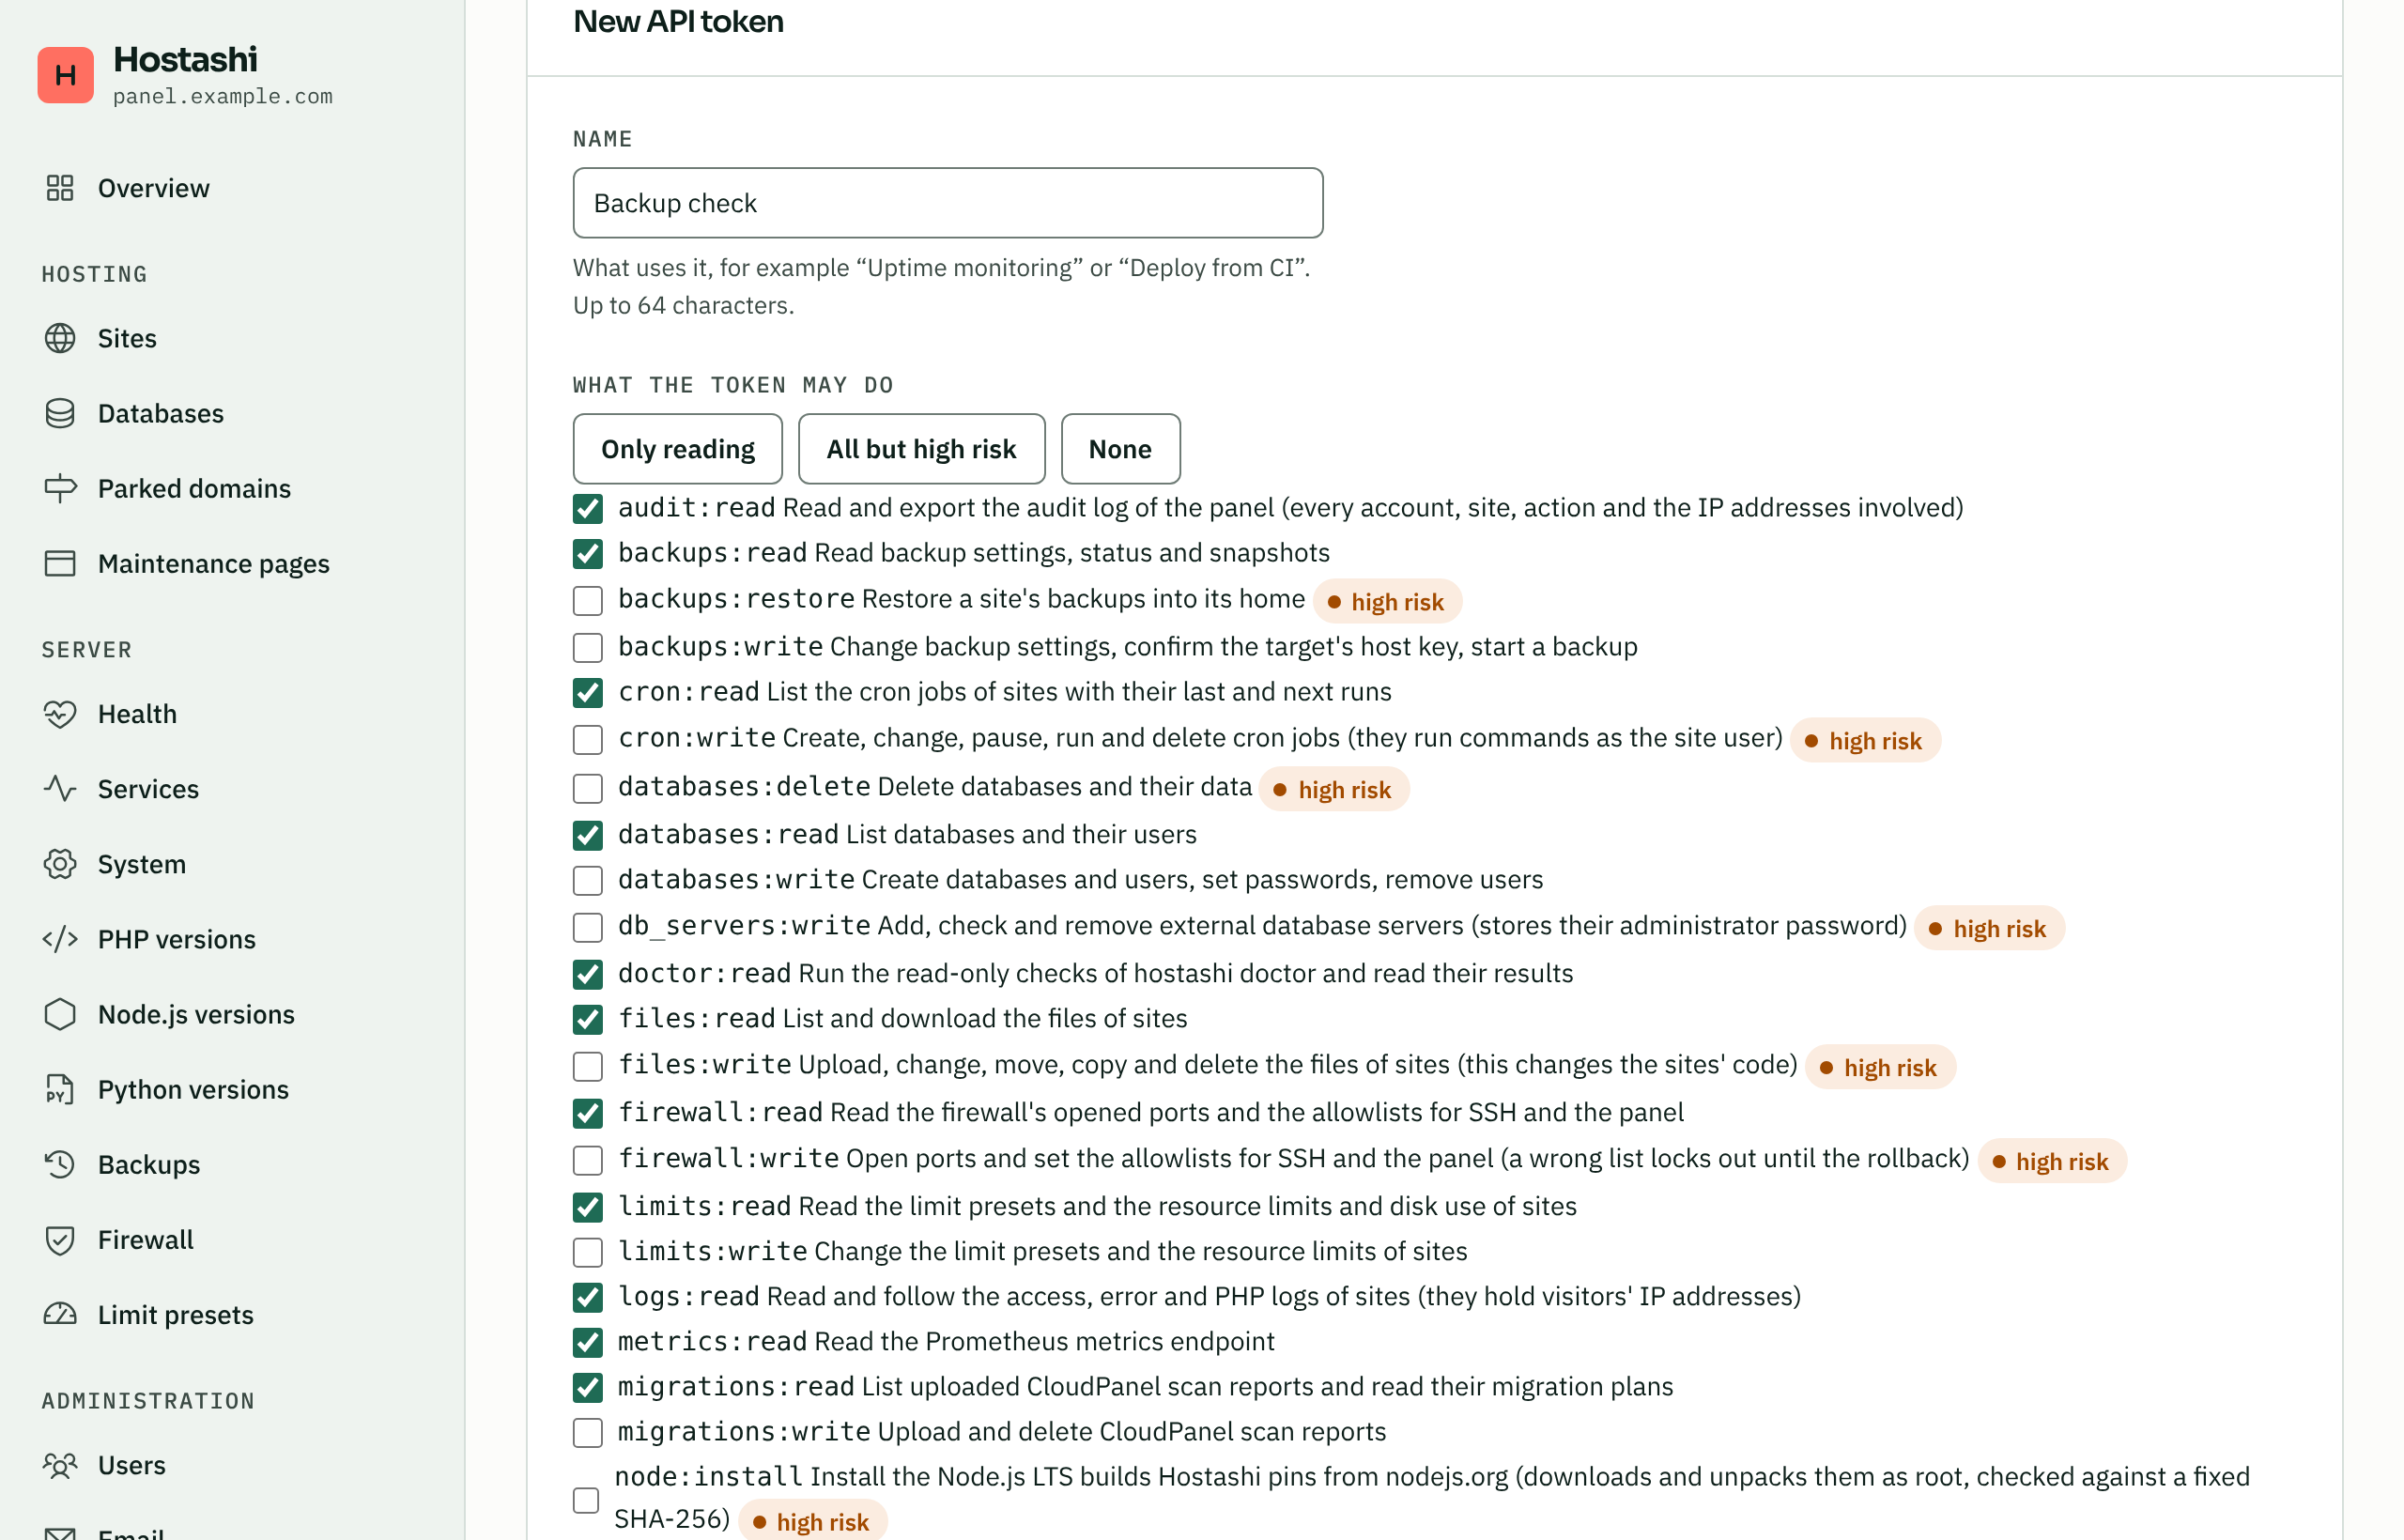 H
Hostashi
panel.example.com
Overview
HOSTING
Sites
Databases
Parked domains
Maintenance pages
SERVER
Health
Services
System
PHP versions
Node.js versions
PY
Python versions
Backups
Firewall
Limit presets
ADMINISTRATION
Users
Email
New API token
NAME
Backup check
What uses it, for example “Uptime monitoring” or “Deploy from CI”.
Up to 64 characters.
WHAT THE TOKEN MAY DO
Only reading All but high risk None
audit:read Read and export the audit log of the panel (every account, site, action and the IP addresses involved)
backups:read Read backup settings, status and snapshots
backups:restore Restore a site's backups into its home high risk
backups:write Change backup settings, confirm the target's host key, start a backup
cron:read List the cron jobs of sites with their last and next runs
cron:write Create, change, pause, run and delete cron jobs (they run commands as the site user) high risk
databases:delete Delete databases and their data high risk
databases:read List databases and their users
databases:write Create databases and users, set passwords, remove users
db_servers:write Add, check and remove external database servers (stores their administrator password) high risk
doctor:read Run the read-only checks of hostashi doctor and read their results
files:read List and download the files of sites
files:write Upload, change, move, copy and delete the files of sites (this changes the sites' code) high risk
firewall:read Read the firewall's opened ports and the allowlists for SSH and the panel
firewall:write Open ports and set the allowlists for SSH and the panel (a wrong list locks out until the rollback) high risk
limits:read Read the limit presets and the resource limits and disk use of sites
limits:write Change the limit presets and the resource limits of sites
logs:read Read and follow the access, error and PHP logs of sites (they hold visitors' IP addresses)
metrics:read Read the Prometheus metrics endpoint
migrations:read List uploaded CloudPanel scan reports and read their migration plans
migrations:write Upload and delete CloudPanel scan reports
node:install Install the Node.js LTS builds Hostashi pins from nodejs.org (downloads and unpacks them as root, checked against a fixed
SHA-256) high risk